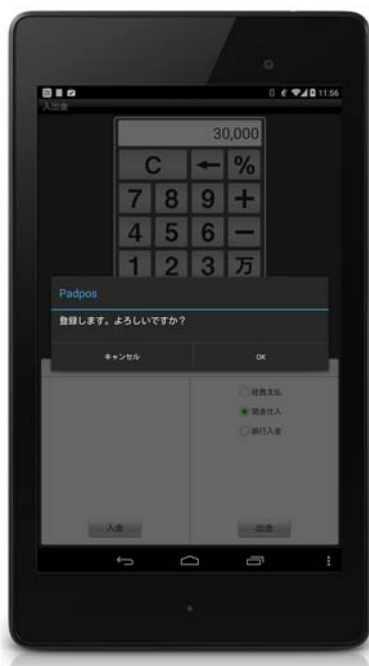 11:56
入出金
30,000
C ← %
7 8 9 +
4 5 6 −
1 2 3 万
Padpos
登録します。よろしいですか？
キャンセル OK
経費支払
現金仕入
銀行入金
入金 出金